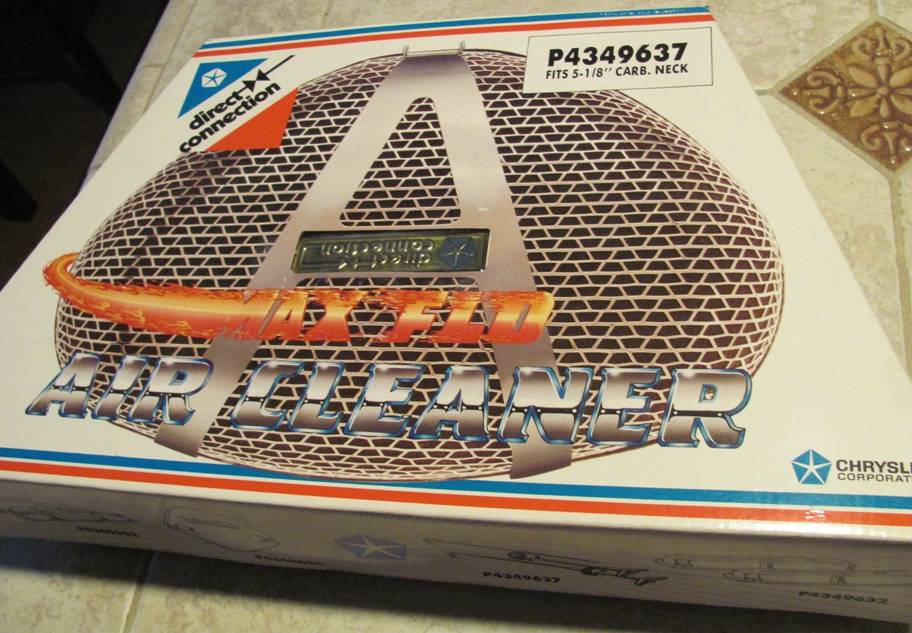 P4349637
FITS 5-1/8" CARB. NECK
direct
connection
direct
connection
MAX FLO
AIR CLEANER
CHRYSL
CORPORAT
P4349637
P4349632